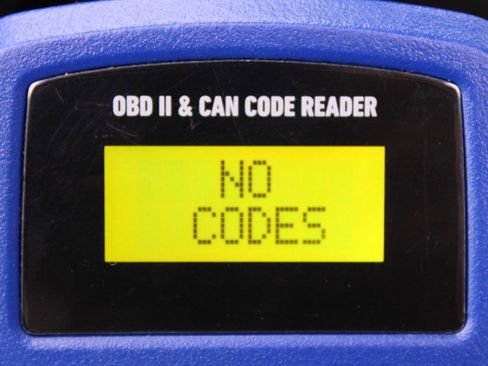 OBD II & CAN CODE READER
NO
CODES